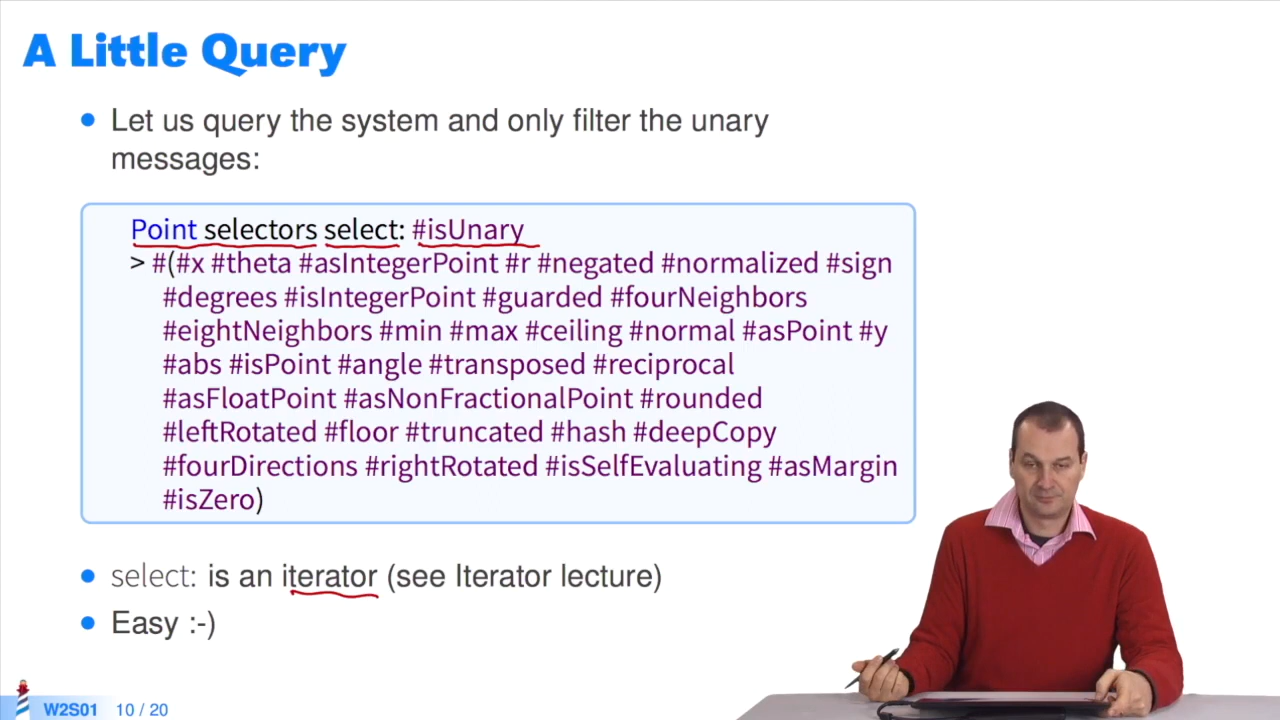 A Little Query
Let us query the system and only filter the unary
messages:
Point selectors select: #isUnary
> #(#x #theta #asIntegerPoint #r #negated #normalized #sign
#degrees #isIntegerPoint #guarded #fourNeighbors
#eightNeighbors #min #max #ceiling #normal #asPoint #y
#abs #isPoint #angle #transposed #reciprocal
#asFloatPoint #asNonFractionalPoint #rounded
#leftRotated #floor #truncated #hash #deepCopy
#fourDirections #rightRotated #isSelfEvaluating #asMargin
#isZero)
select: is an iterator (see Iterator lecture)
Easy :-)
W2S01 10 / 20